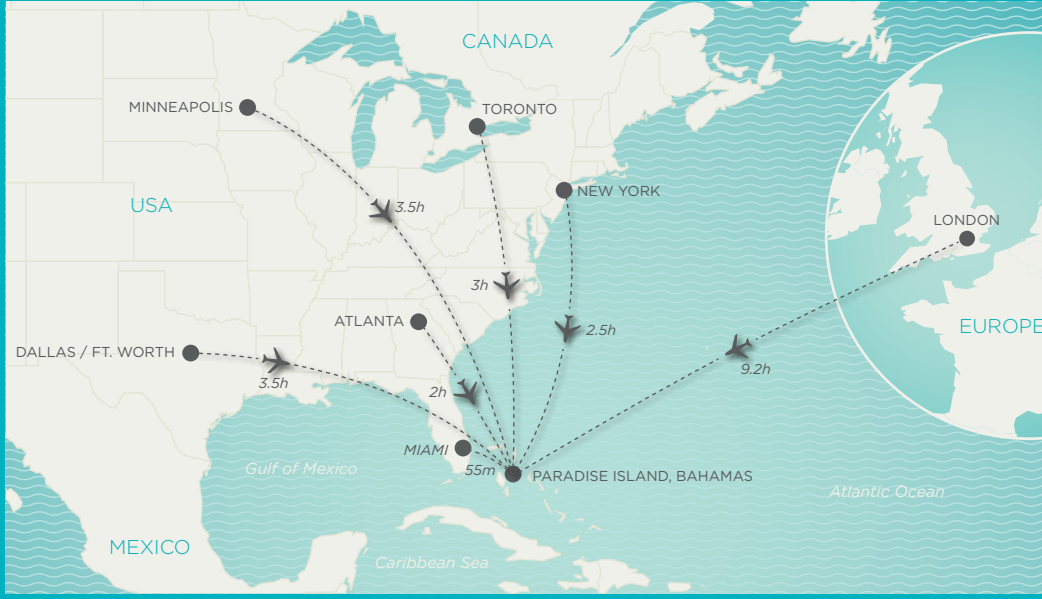 CANADA
MINNEAPOLIS
TORONTO
NEW YORK
USA
3.5h
LONDON
3h
ATLANTA
2.5h
EUROPE
DALLAS / FT. WORTH
3.5h
9.2h
2h
MIAMI
55m
Gulf of Mexico
PARADISE ISLAND, BAHAMAS
Atlantic Ocean
MEXICO
Caribbean Sea